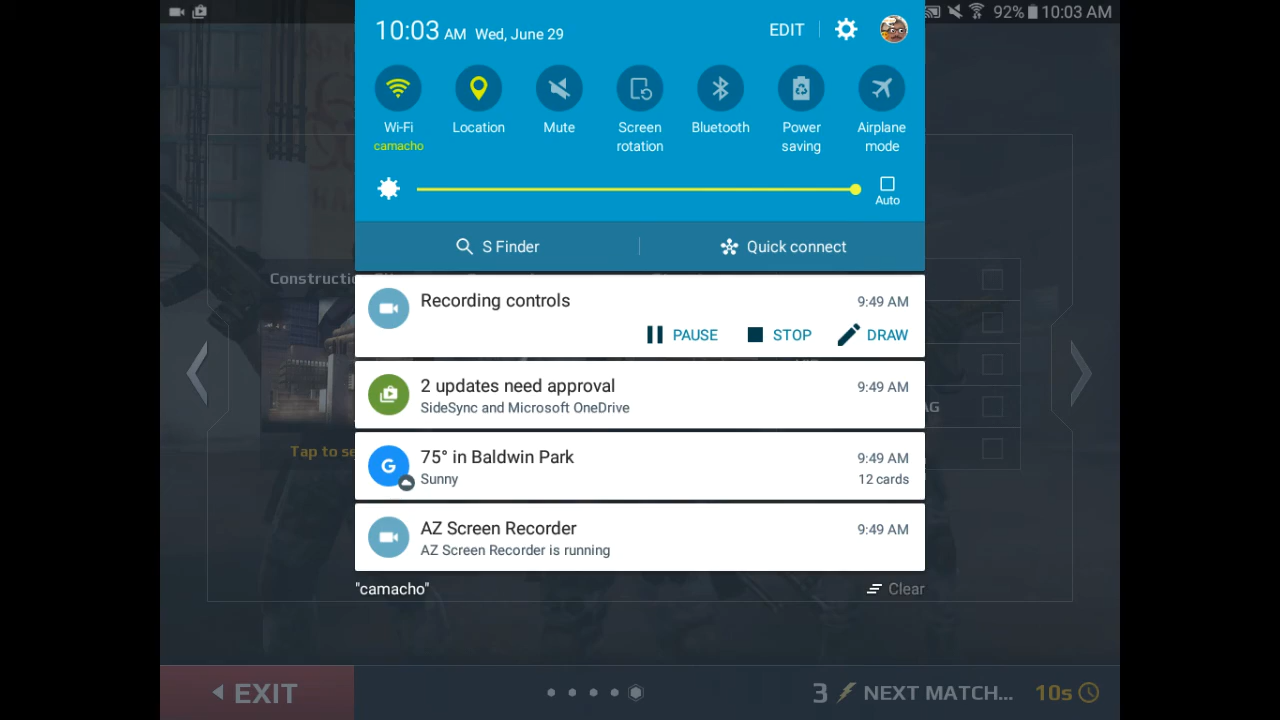 92% 10:03 AM
10:03 AM Wed, June 29
EDIT
Wi-Fi
camacho
Location
Mute
Screen
rotation
Bluetooth
Power
saving
Airplane
mode
Auto
S Finder
Quick connect
Recording controls
9:49 AM
PAUSE
STOP
DRAW
2 updates need approval
9:49 AM
SideSync and Microsoft OneDrive
75° in Baldwin Park
9:49 AM
Sunny
12 cards
AZ Screen Recorder
9:49 AM
AZ Screen Recorder is running
"camacho"
Clear
Tap to
EXIT
3 NEXT MATCH... 10s